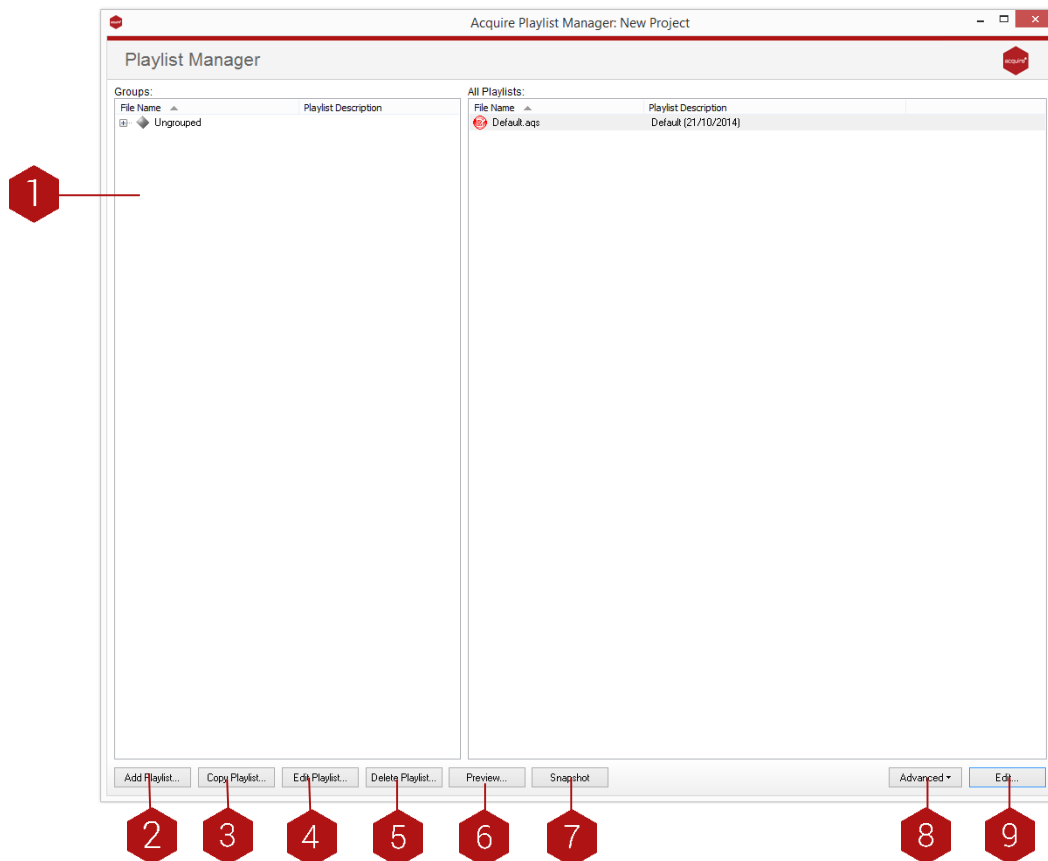 Acquire Playlist Manager: New Project
Playlist Manager
acquire
Groups:
All Playlists:
File Name
Playlist Description
File Name
Playlist Description
Ungrouped
Default.aqs
Default (21/10/2014)
1
Add Playlist...
Copy Playlist...
Edit Playlist...
Delete Playlist...
Preview...
Snapshot
Advanced
Edit...
2
3
4
5
6
7
8
9